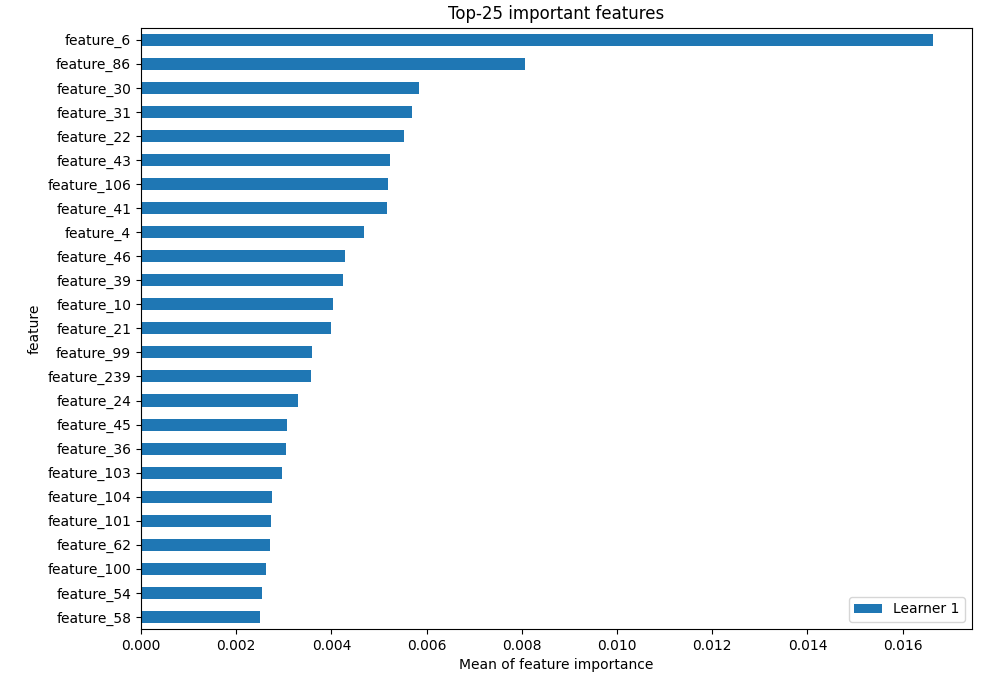 Top-25 important features
feature_6
feature_86
feature_30
feature_31
feature_22
feature_43
feature_106
feature_41
feature_4
feature_46
feature_39
feature_10
feature_21
feature_99
feature_239
feature_24
feature_45
feature_36
feature_103
feature_104
feature_101
feature_62
feature_100
feature_54
feature_58
feature
Learner 1
0.000 0.002 0.004 0.006 0.008 0.010 0.012 0.014 0.016
Mean of feature importance